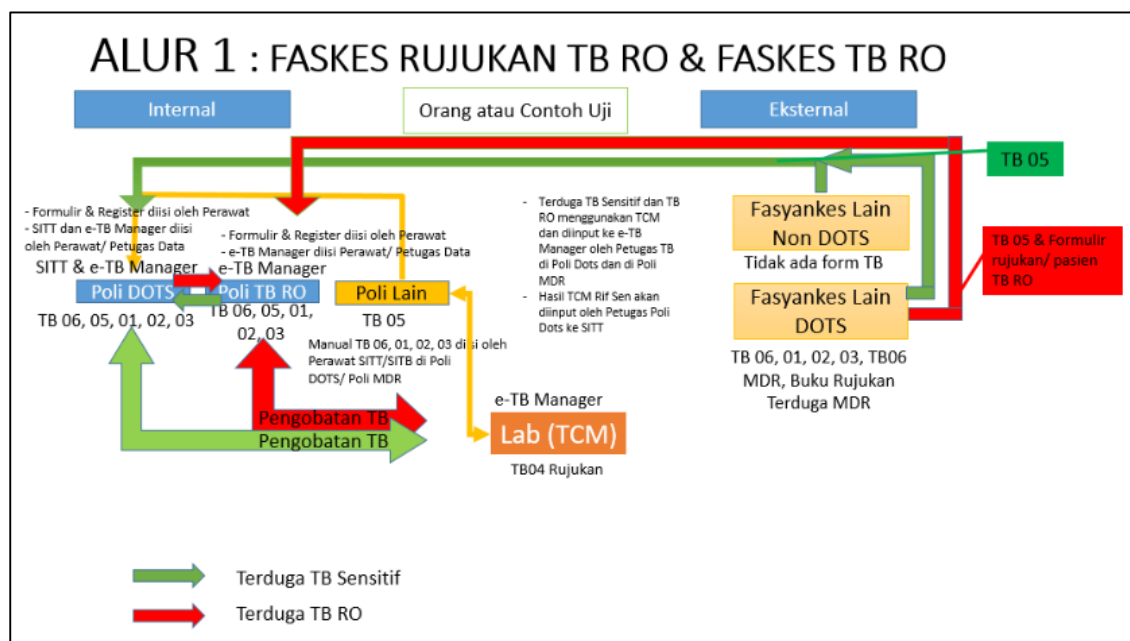 ALUR 1 : FASKES RUJUKAN TB RO & FASKES TB RO
Internal
Orang atau Contoh Uji
Eksternal
TB 05
- Formulir & Register diisi oleh Perawat
- SITT dan e-TB Manager diisi
oleh Perawat/ Petugas Data
SITT & e-TB Manager
Poli DOTS
TB 06, 05, 01, 02, 03
- Formulir & Register diisi oleh Perawat
- e-TB Manager diisi Perawat/ Petugas Data
e-TB Manager
Poli TB RO
TB 06, 05, 01,
02, 03
Poli Lain
TB 05
Manual TB 06, 01, 02, 03 diisi oleh
Perawat SITT/SITB di Poli
DOTS/ Poli MDR
- Terduga TB Sensitif dan TB
RO menggunakan TCM
dan diinput ke e-TB
Manager oleh Petugas TB
di Poli Dots dan di Poli
MDR
- Hasil TCM Rif Sen akan
diinput oleh Petugas Poli
Dots ke SITT
Fasyankes Lain
Non DOTS
Tidak ada form TB
Fasyankes Lain
DOTS
TB 06, 01, 02, 03, TB06
MDR, Buku Rujukan
Terduga MDR
TB 05 & Formulir
rujukan/ pasien
TB RO
Pengobatan TB
Pengobatan TB
e-TB Manager
Lab (TCM)
TB04 Rujukan
Terduga TB Sensitif
Terduga TB RO